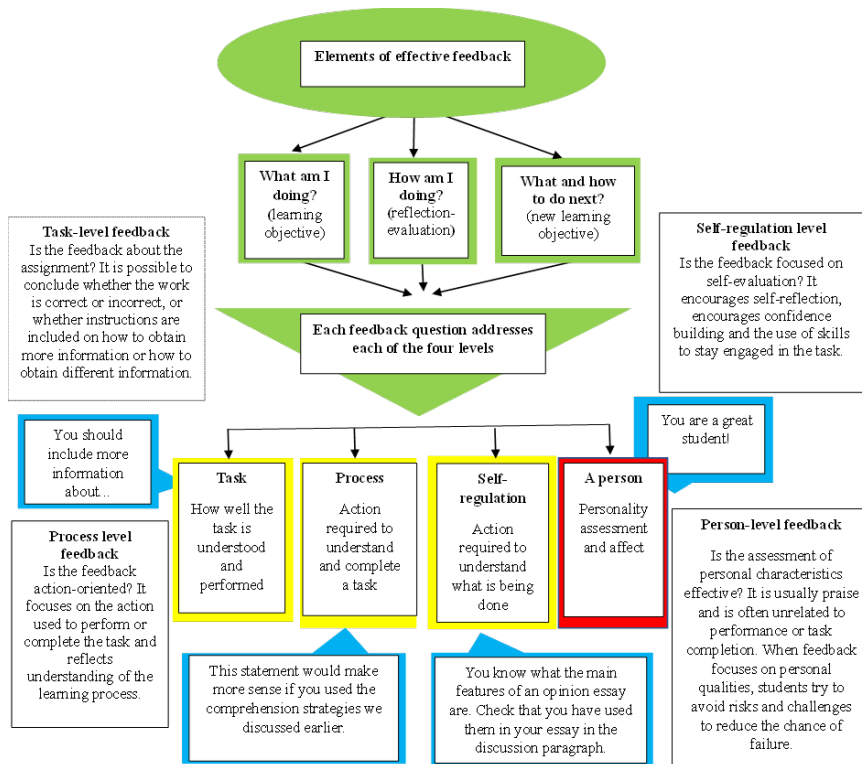 Elements of effective feedback
What am I
doing?
(learning
objective)
How am I
doing?
(reflection-
evaluation)
What and how
to do next?
(new learning
objective)
Task-level feedback
Is the feedback about the
assignment? It is possible to
conclude whether the work
is correct or incorrect, or
whether instructions are
included on how to obtain
more information or how to
obtain different information.
Self-regulation level
feedback
Is the feedback focused on
self-evaluation? It
encourages self-reflection,
encourages confidence
building and the use of skills
to stay engaged in the task.
Each feedback question addresses
each of the four levels
You should
include more
information
about...
You are a great
student!
Task
How well the
task is
understood
and
performed
Process
Action
required to
understand
and complete
a task
Self-
regulation
Action
required to
understand
what is being
done
A person
Personality
assessment
and affect
Process level
feedback
Is the feedback
action-oriented? It
focuses on the action
used to perform or
complete the task and
reflects
understanding of the
learning process.
Person-level feedback
Is the assessment of
personal characteristics
effective? It is usually praise
and is often unrelated to
performance or task
completion. When feedback
focuses on personal
qualities, students try to
avoid risks and challenges
to reduce the chance of
failure.
This statement would make
more sense if you used the
comprehension strategies we
discussed earlier.
You know what the main
features of an opinion essay
are. Check that you have used
them in your essay in the
discussion paragraph.